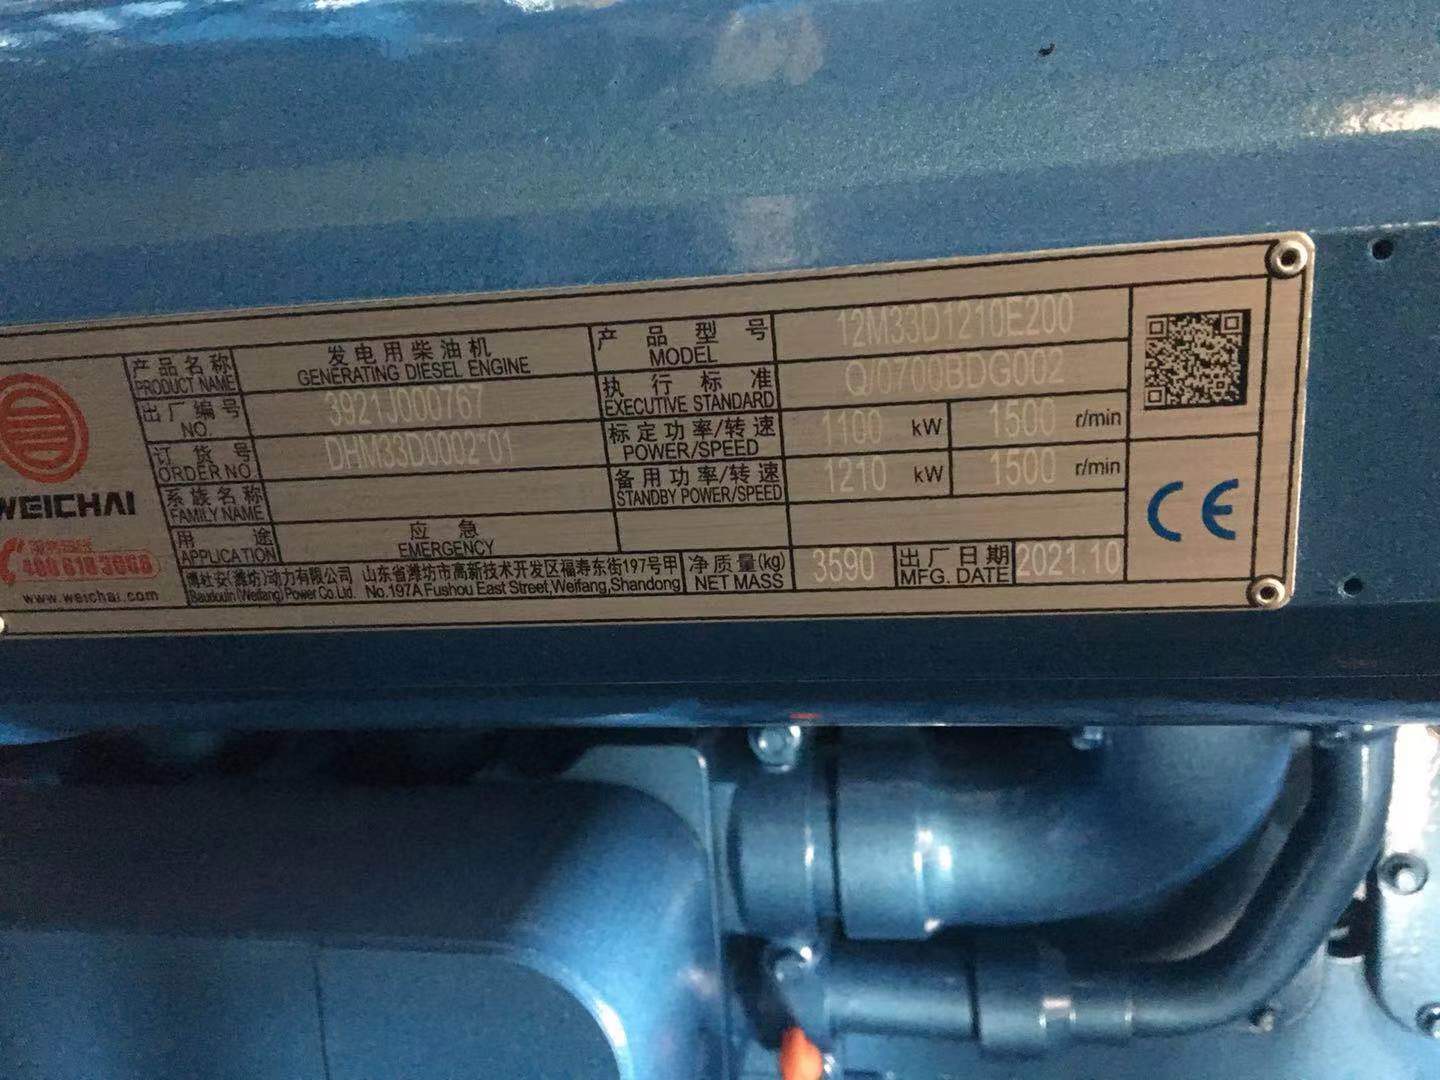 产品名称 发电用柴油机 产品型号 12M33D1210E200
PRODUCT NAME GENERATING DIESEL ENGINE MODEL
出厂编号 3921J000767 执行标准 Q/0700BDG002
NO. EXECUTIVE STANDARD
订货号 DHM33D0002*01 标定功率/转速 1100 kW 1500 r/min
ORDER NO POWER/SPEED
系族名称 备用功率/转速 1210 kW 1500 r/min
FAMILY NAME STANDBY POWER/SPEED
WEICHAI
用途 应急
APPLICATION EMERGENCY
CE
博杜安(潍坊)动力有限公司 山东省潍坊市高新技术开发区福寿东街197号甲 净质量(kg) 3590 出厂日期 2021.10
Baudouin (Weifang) Power Co Ltd. No.197A Fushou East Street,Weifang,Shandong NET MASS MFG. DATE
www.weichai.com